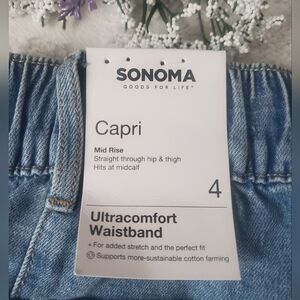 SONOMA
GOODS FOR LIFE™
Capri
Mid Rise
Straight through hip & thigh
Hits at midcalf
4
Ultracomfort
Waistband
+ For added stretch and the perfect fit
Supports more-sustainable cotton farming